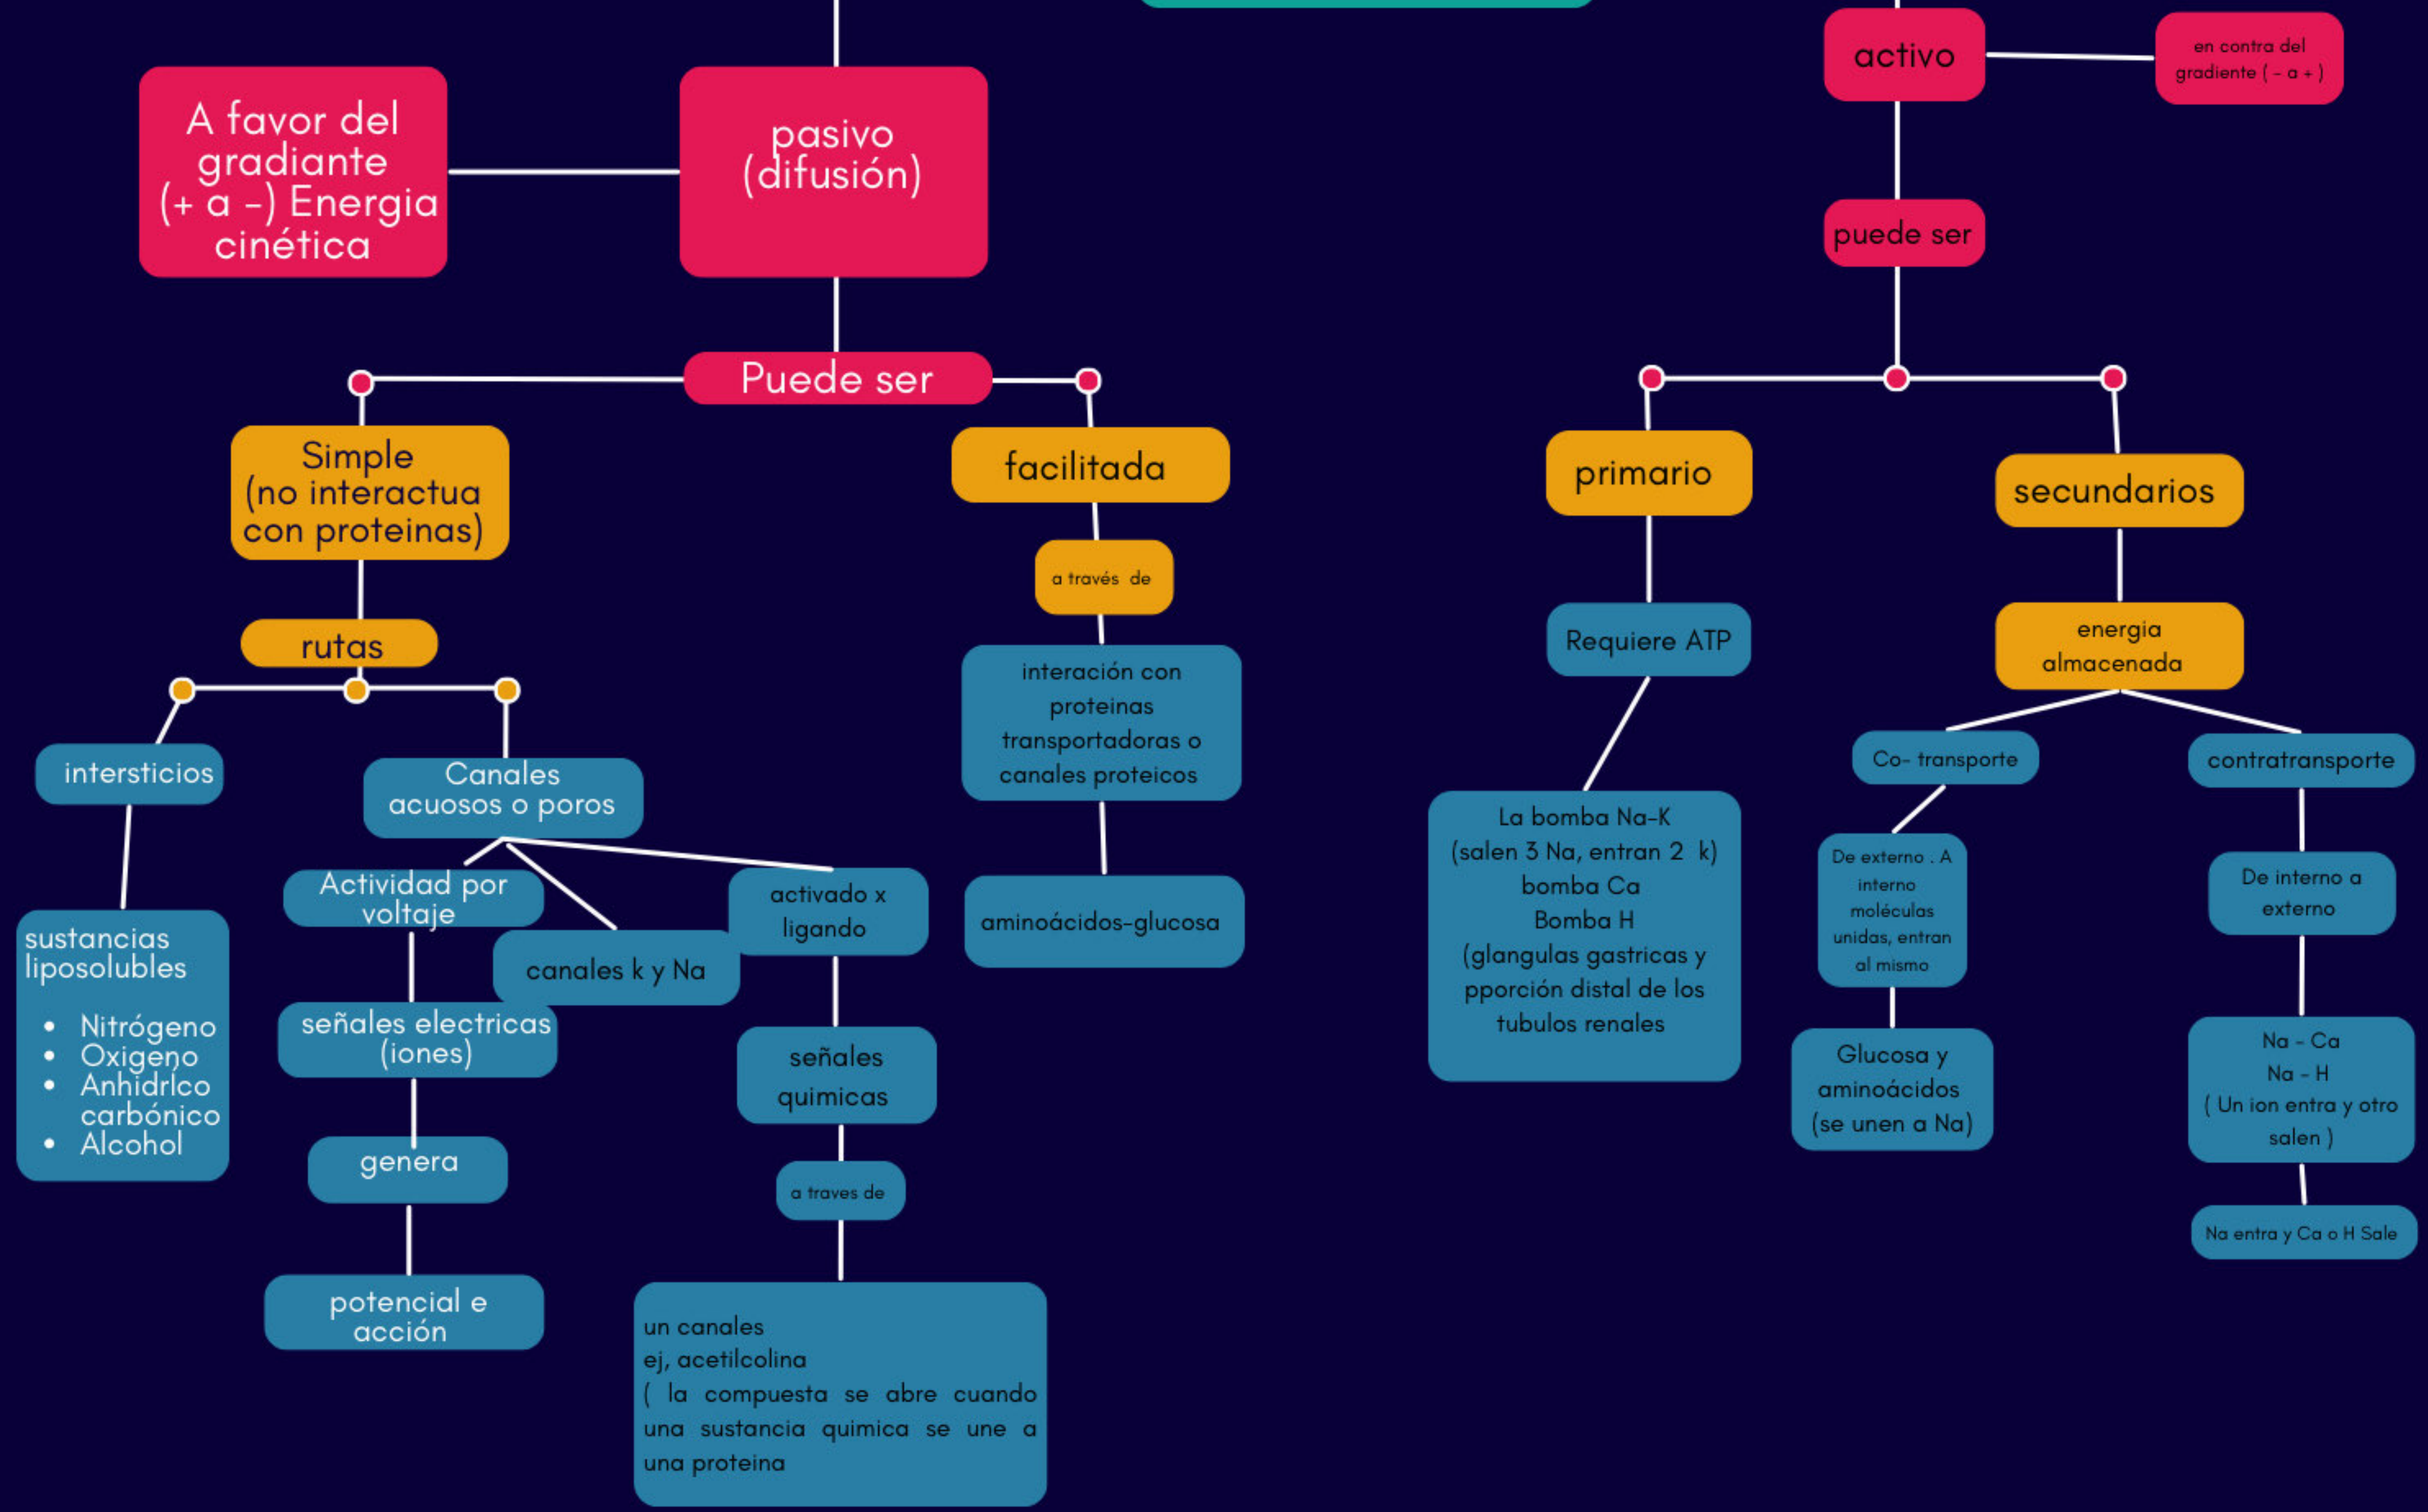 A favor del
gradiante
(+ a -) Energia
cinética
pasivo
(difusión)
Puede ser
Simple
(no interactua
con proteinas)
rutas
intersticios
sustancias
liposolubles
• Nitrógeno
• Oxigeno
• Anhidríco
carbónico
• Alcohol
Canales
acuosos o poros
Actividad por
voltaje
señales electricas
(iones)
genera
potencial e
acción
canales k y Na
activado x
ligando
señales
quimicas
a traves de
un canales
ej, acetilcolina
( la compuesta se abre cuando
una sustancia quimica se une a
una proteina
facilitada
a través de
interación con
proteinas
transportadoras o
canales proteicos
aminoácidos-glucosa
activo
en contra del
gradiente ( - a + )
puede ser
primario
Requiere ATP
La bomba Na-K
(salen 3 Na, entran 2 k)
bomba Ca
Bomba H
(glangulas gastricas y
pporción distal de los
tubulos renales
secundarios
energia
almacenada
Co- transporte
De externo . A
interno
moléculas
unidas, entran
al mismo
Glucosa y
aminoácidos
(se unen a Na)
contratransporte
De interno a
externo
Na - Ca
Na - H
( Un ion entra y otro
salen )
Na entra y Ca o H Sale